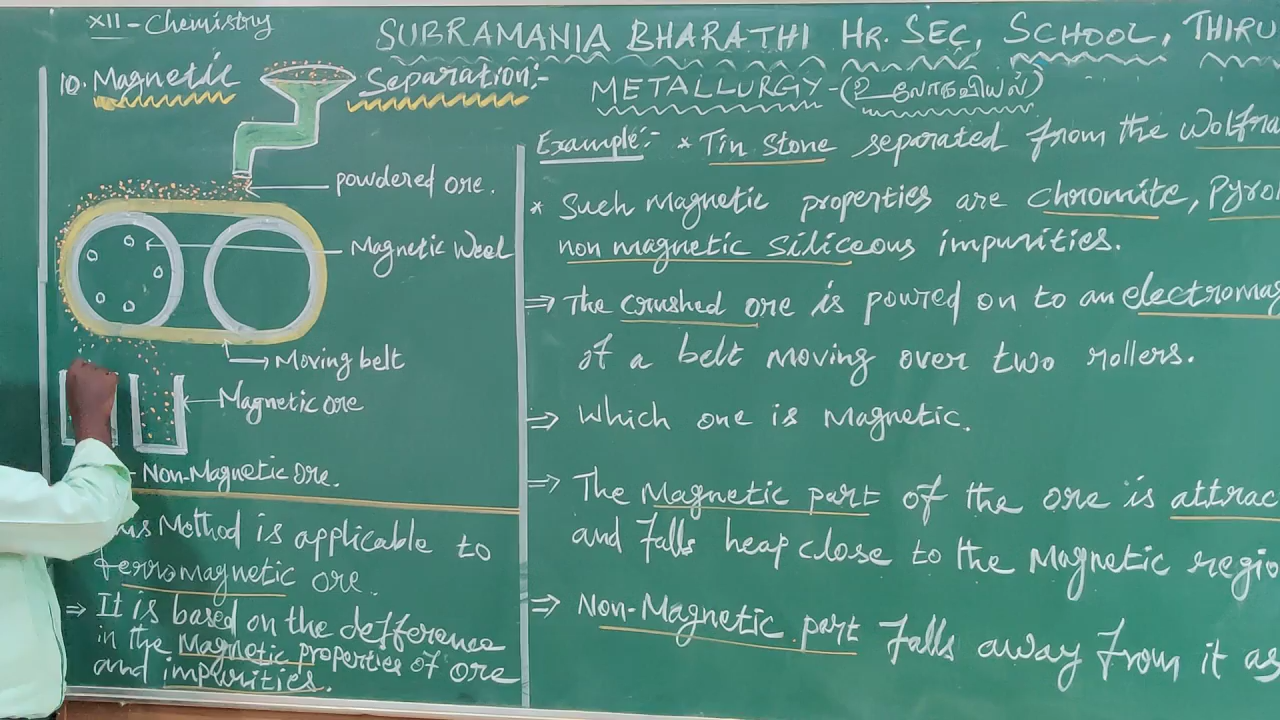 XII - Chemistry
SUBRAMANIA BHARATHI HR. SEC, SCHOOL, THIRU
10. Magnetic Separation:-
METALLURGY - (உலோகவியல்)
powdered ore.
Magnetic Weel
Moving belt
Magnetic ore
Non-Magnetic ore.
Method is applicable to
ferromagnetic ore.
⇒ It is based on the defference
in the Magnetic properties of ore
and impurities.
Example:- * Tin Stone separated from the Wolfra
* Such Magnetic properties are Chromite, Pyro
non magnetic Siliceous impurities.
⇒ The crushed ore is poured on to an electromag
of a belt moving over two rollers.
⇒ Which one is Magnetic.
⇒ The Magnetic part of the ore is attrac
and falls heap close to the Magnetic regio
⇒ Non-Magnetic part falls away from it as